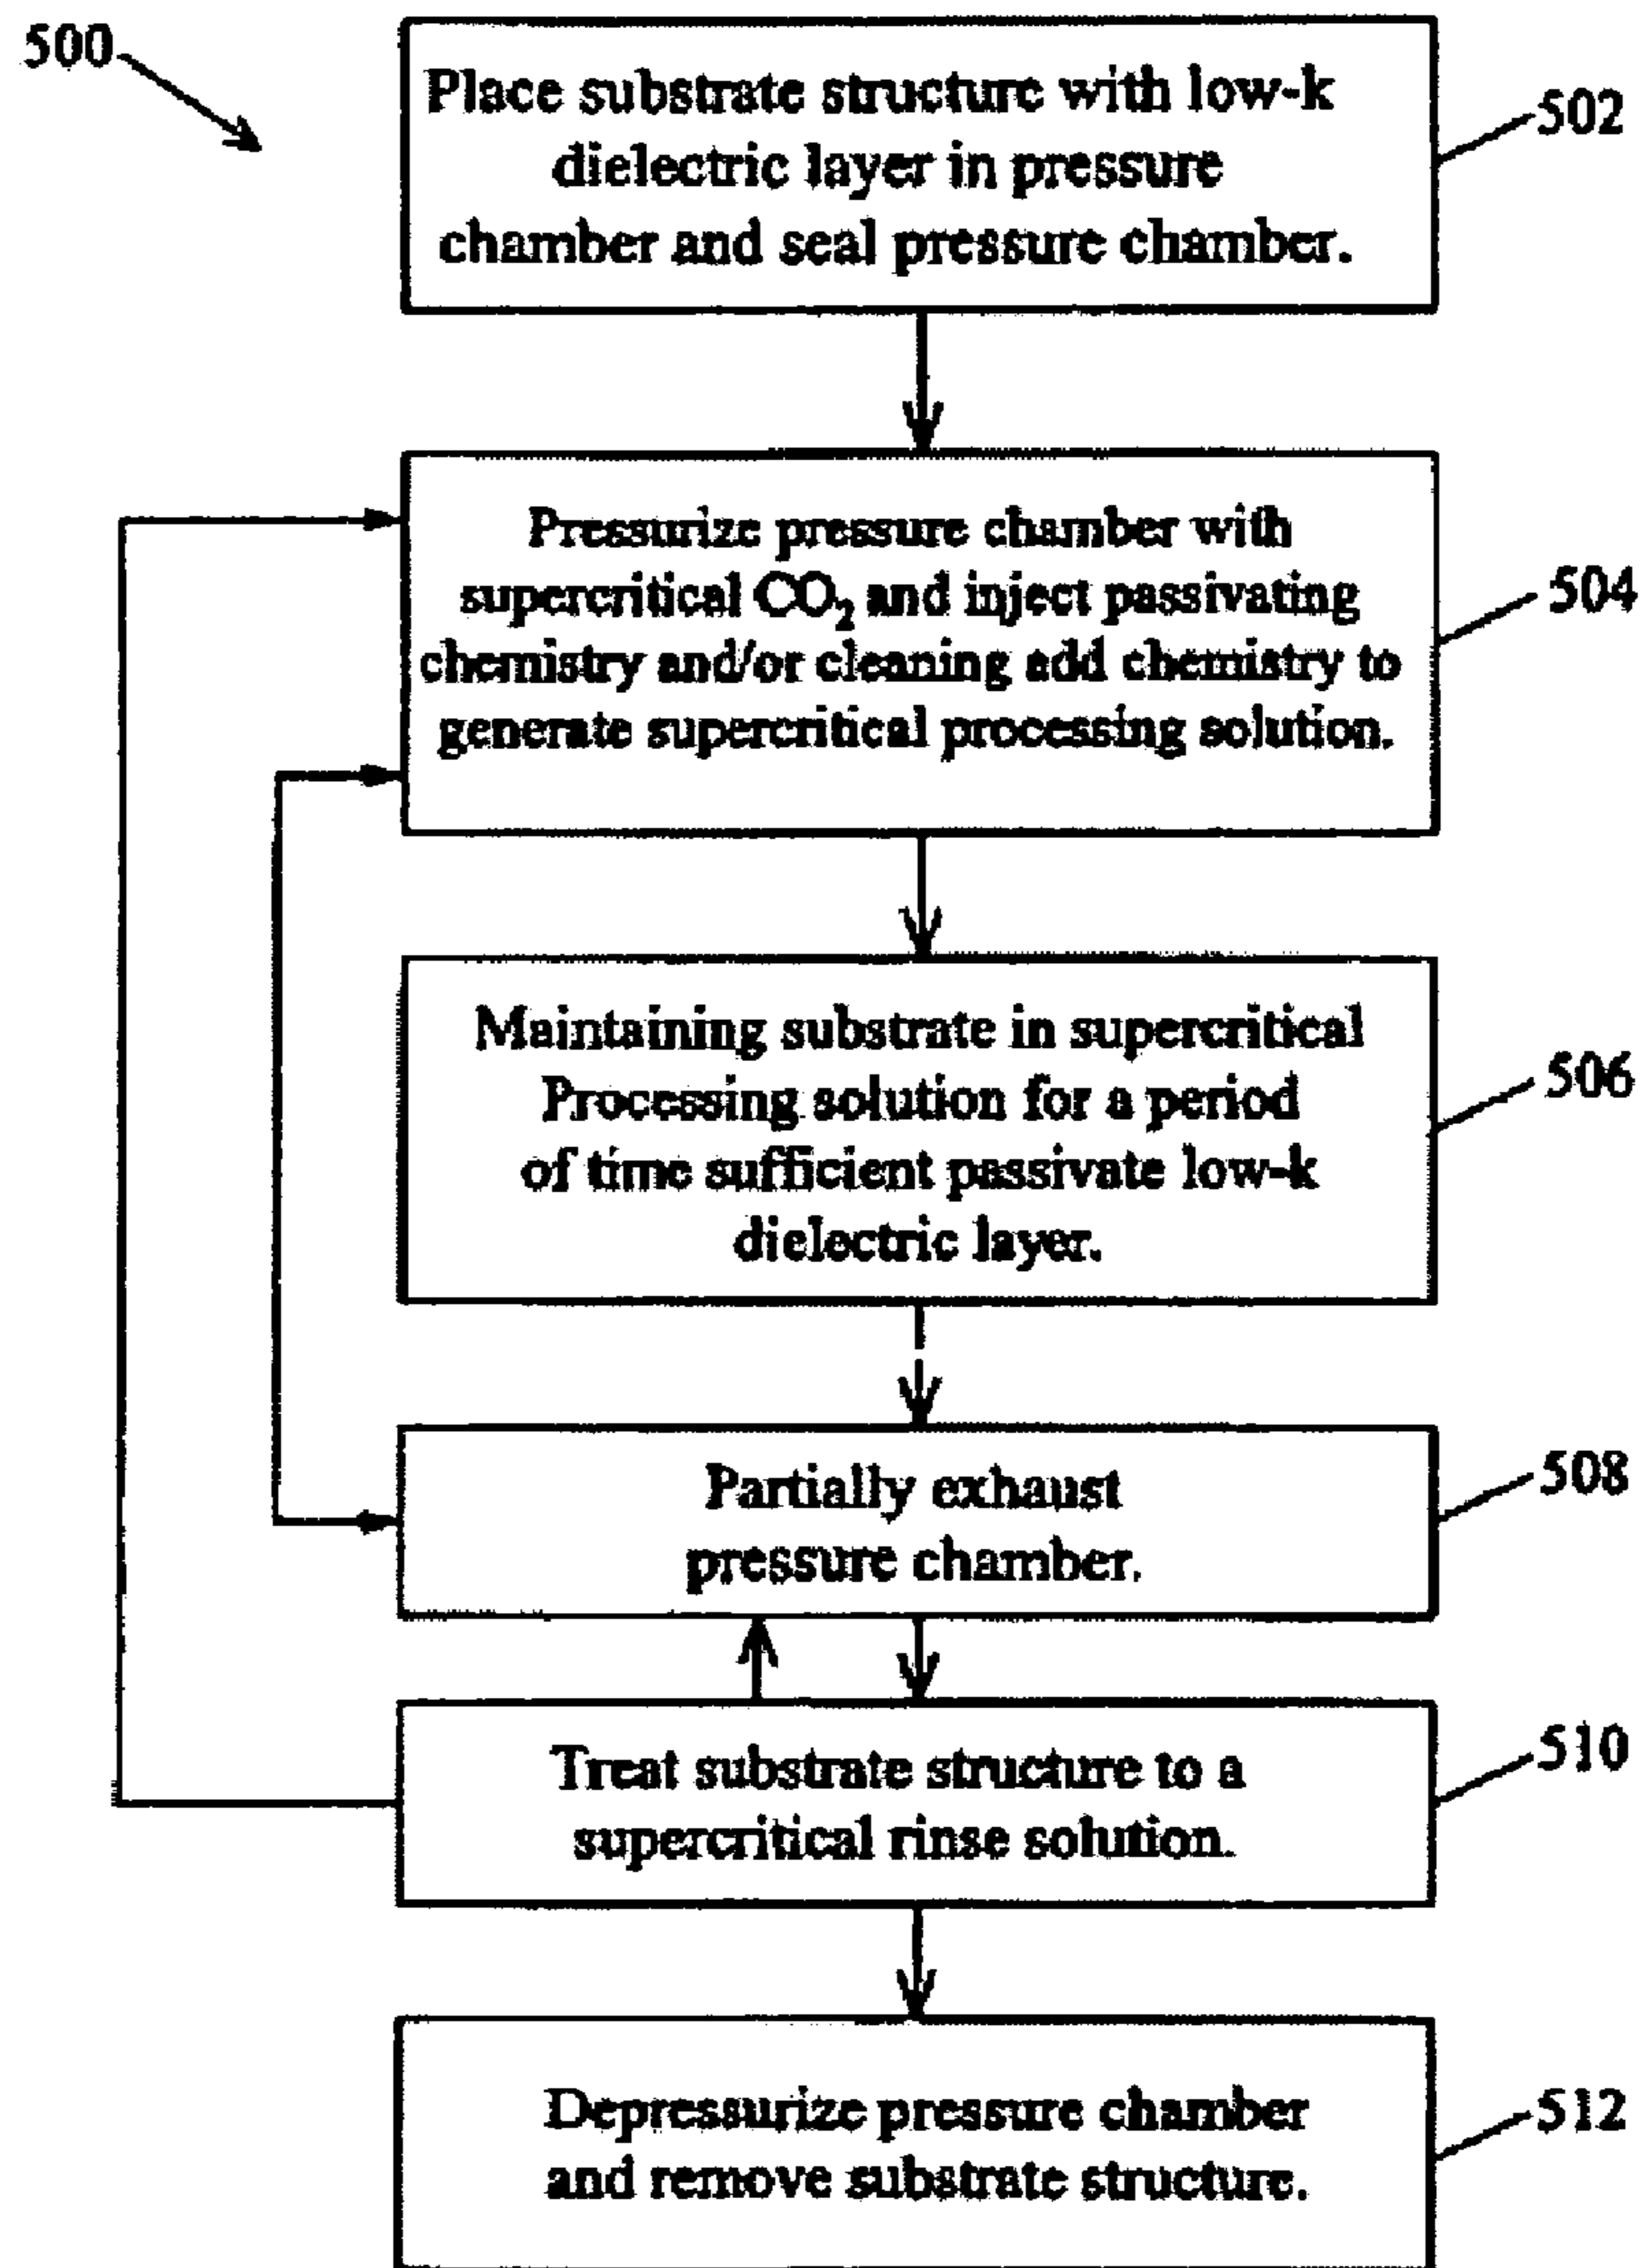 500
Place substrate structure with low-k
dielectric layer in pressure
chamber and seal pressure chamber.
502
Pressurize pressure chamber with
supercritical CO₂ and inject passivating
chemistry and/or cleaning add chemistry to
generate supercritical processing solution.
504
Maintaining substrate in supercritical
Processing solution for a period
of time sufficient passivate low-k
dielectric layer.
506
Partially exhaust
pressure chamber.
508
Treat substrate structure to a
supercritical rinse solution.
510
Depressurize pressure chamber
and remove substrate structure.
512